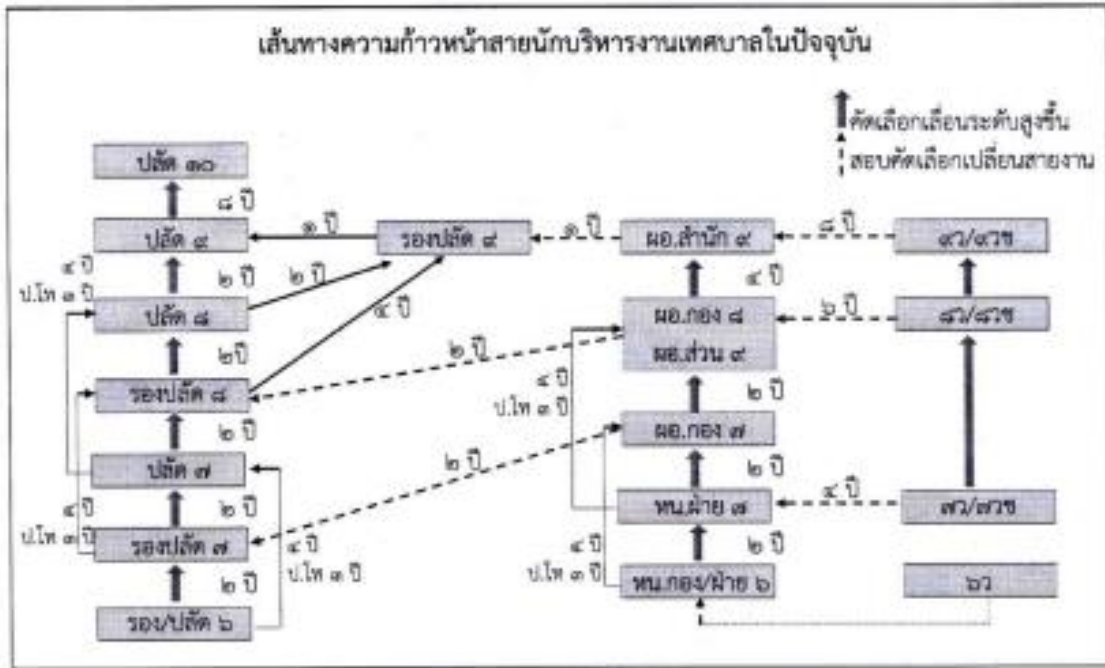 เส้นทางความก้าวหน้าสายนักบริหารงานเทศบาลในปัจจุบัน
คัดเลือกเลื่อนระดับสูงขึ้น
สอบคัดเลือกเปลี่ยนสายงาน
ปลัด ๑๐
๘ ปี
ปลัด ๙
๑ ปี
รองปลัด ๙
๑ ปี
ผอ.สำนัก ๙
๘ ปี
๙ว/๙วช
๔ ปี
ป.โท ๓ ปี
๒ ปี
๒ ปี
๔ ปี
๔ ปี
ปลัด ๘
ผอ.กอง ๘
ผอ.ส่วน ๙
๖ ปี
๘ว/๘วช
๒ปี
๒ ปี
รองปลัด ๘
๔ ปี
ป.โท ๓ ปี
๒ ปี
๒ ปี
ผอ.กอง ๗
๒ ปี
ปลัด ๗
๒ ปี
๔ ปี
ป.โท ๓ ปี
๒ ปี
หน.ฝ่าย ๗
๔ ปี
๗ว/๗วช
รองปลัด ๗
๔ ปี
ป.โท ๓ ปี
๔ ปี
ป.โท ๓ ปี
๒ ปี
๒ ปี
หน.กอง/ฝ่าย ๖
๖ว
รอง/ปลัด ๖